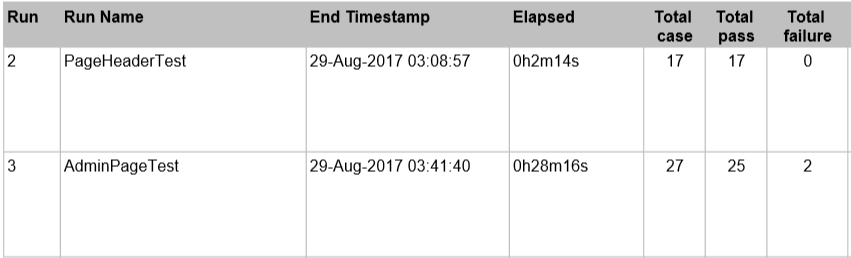 Run Run Name End Timestamp Elapsed Total case Total pass Total failure
2 PageHeaderTest 29-Aug-2017 03:08:57 0h2m14s 17 17 0
3 AdminPageTest 29-Aug-2017 03:41:40 0h28m16s 27 25 2